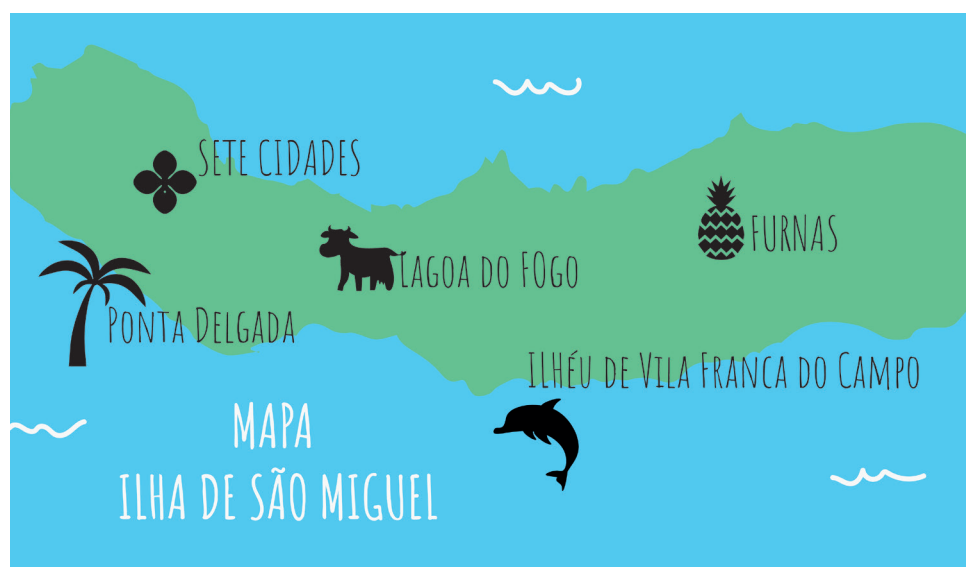 SETE CIDADES
FURNAS
LAGOA DO FOGO
PONTA DELGADA
ILHÉU DE VILA FRANCA DO CAMPO
MAPA
ILHA DE SÃO MIGUEL